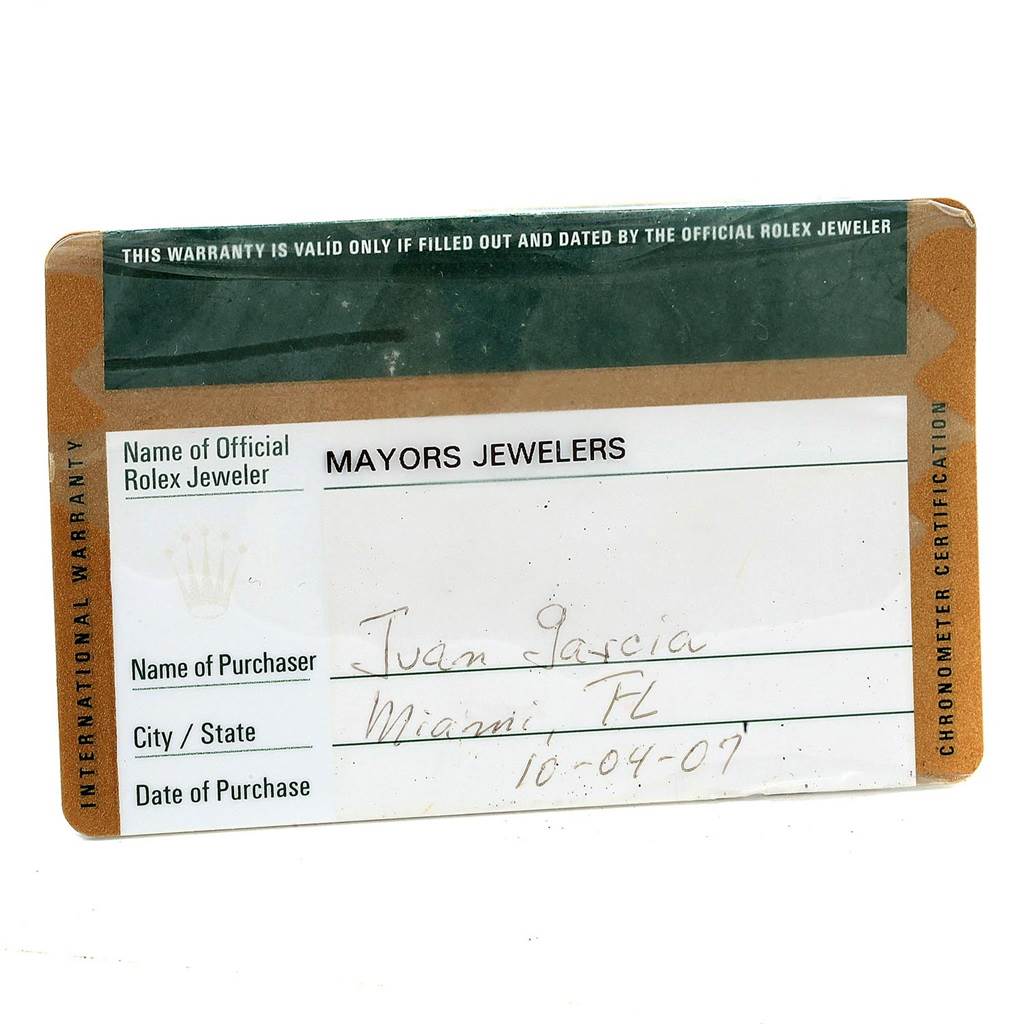 THIS WARRANTY IS VALID ONLY IF FILLED OUT AND DATED BY THE OFFICIAL ROLEX JEWELER
INTERNATIONAL WARRANTY
Name of Official
Rolex Jeweler
MAYORS JEWELERS
Name of Purchaser
Juan Garcia
City / State
Miami, FL
Date of Purchase
10-04-07
CHRONOMETER CERTIFICATION